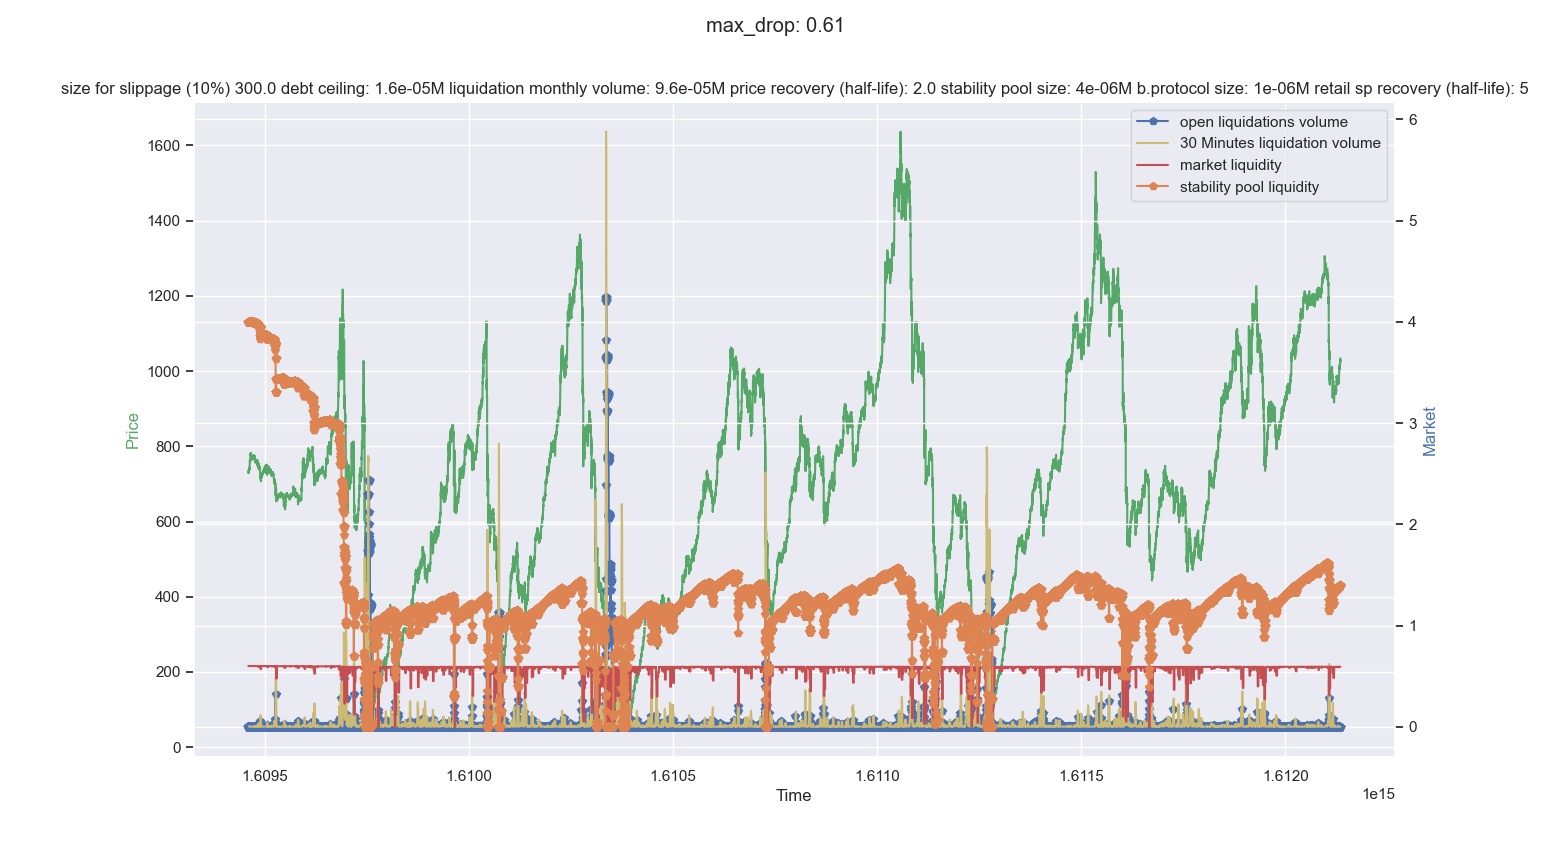 max_drop: 0.61
size for slippage (10%) 300.0 debt ceiling: 1.6e-05M liquidation monthly volume: 9.6e-05M price recovery (half-life): 2.0 stability pool size: 4e-06M b.protocol size: 1e-06M retail sp recovery (half-life): 5
open liquidations volume
30 Minutes liquidation volume
market liquidity
stability pool liquidity
1600
1400
1200
1000
800
600
400
200
0
Price
6
5
4
3
2
1
0
Market
1.6095 1.6100 1.6105 1.6110 1.6115 1.6120
1e15
Time